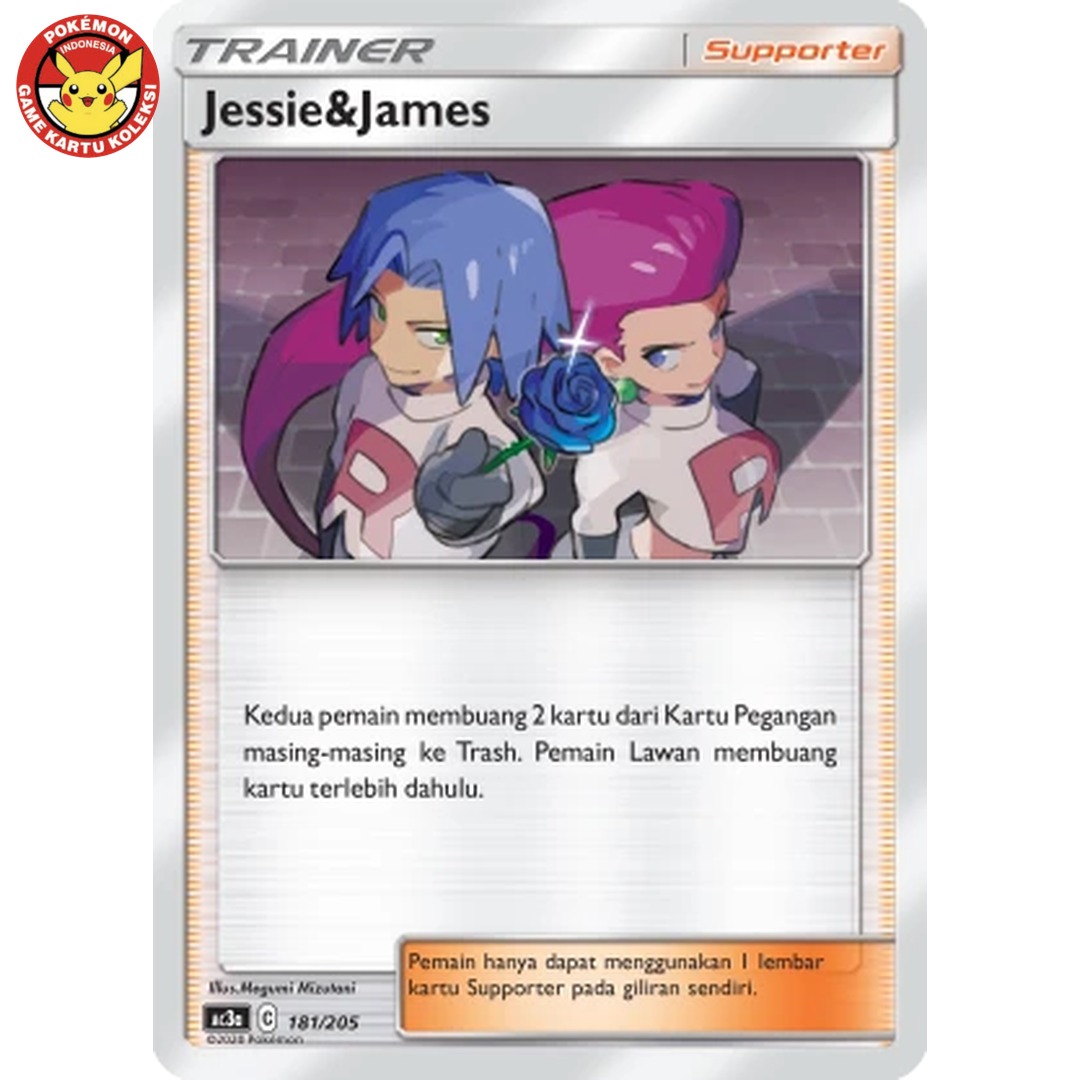 POKÉMON
INDONESIA
GAME KARTU KOLEKSI
TRAINER
Supporter
Jessie&James
R
R
Kedua pemain membuang 2 kartu dari Kartu Pegangan
masing-masing ke Trash. Pemain Lawan membuang
kartu terlebih dahulu.
Pemain hanya dapat menggunakan 1 lembar
kartu Supporter pada giliran sendiri.
Illus.Megumi Mizutani
C 181/205
©2020 Pokémon